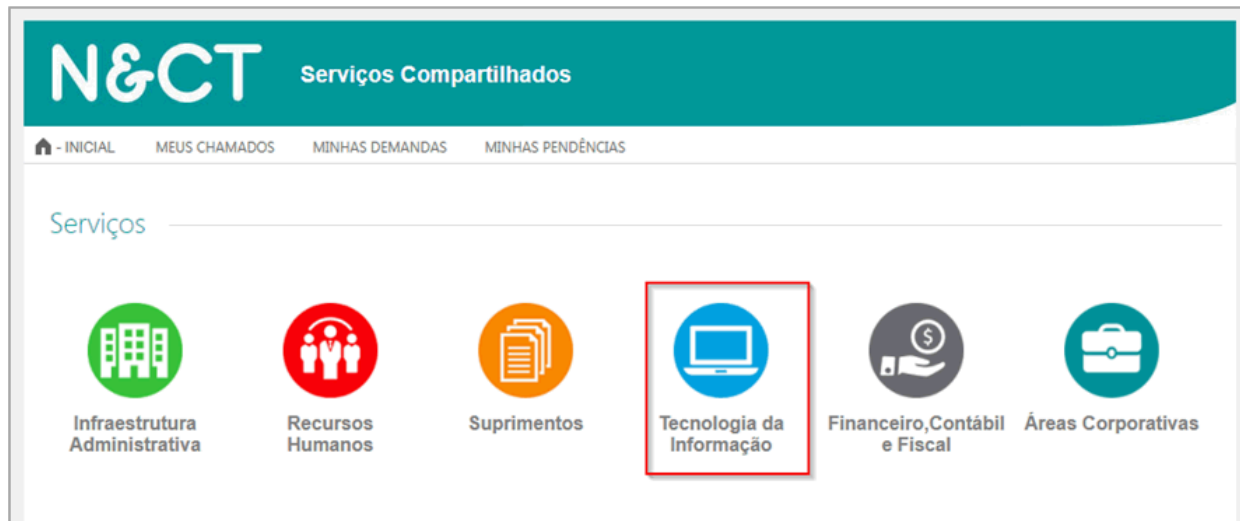 N&CT Serviços Compartilhados
- INICIAL MEUS CHAMADOS MINHAS DEMANDAS MINHAS PENDÊNCIAS
Serviços
Infraestrutura
Administrativa
Recursos
Humanos
Suprimentos
Tecnologia da
Informação
Financeiro,Contábil
e Fiscal
Áreas Corporativas